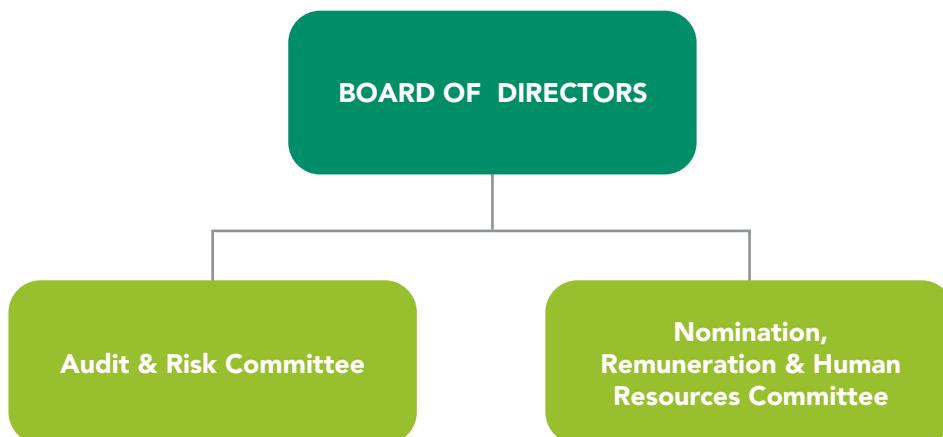 BOARD OF  DIRECTORS
Audit & Risk Committee
Nomination,
Remuneration & Human
Resources Committee